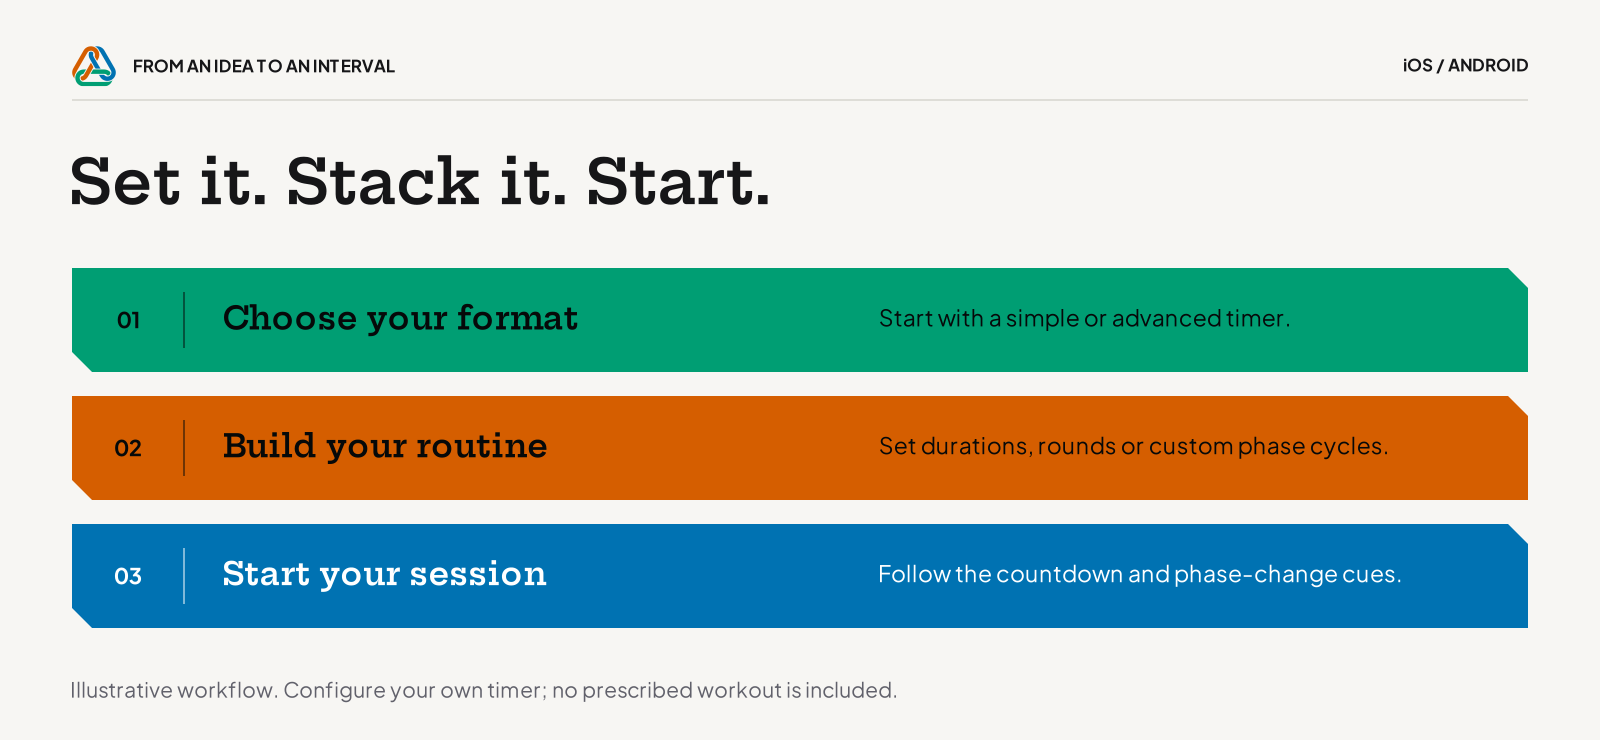 FROM AN IDEA TO AN INTERVAL
iOS / ANDROID
Set it. Stack it. Start.
01
Choose your format
Start with a simple or advanced timer.
02
Build your routine
Set durations, rounds or custom phase cycles.
03
Start your session
Follow the countdown and phase-change cues.
Illustrative workflow. Configure your own timer; no prescribed workout is included.